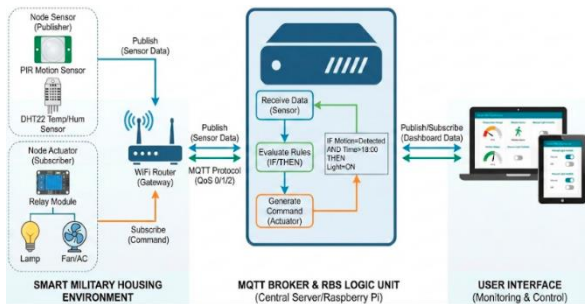 Node Sensor
(Publisher)
PIR Motion Sensor
DHT22 Temp/Hum
Sensor
Publish
(Sensor Data)
Node Actuator
(Subscriber)
Relay Module
Lamp
Fan/AC
WiFi Router
(Gateway)
Subscribe
(Command)
SMART MILITARY HOUSING
ENVIRONMENT
Publish
(Sensor Data)
MQTT Protocol
(QoS 0/1/2)
Receive Data
(Sensor)
Evaluate Rules
(IF/THEN)
Generate
Command
(Actuator)
IF Motion=Detected
AND Time>18:00
THEN
Light=ON
MQTT BROKER & RBS LOGIC UNIT
(Central Server/Raspberry Pi)
Publish/Subscribe
(Dashboard Data)
USER INTERFACE
(Monitoring & Control)